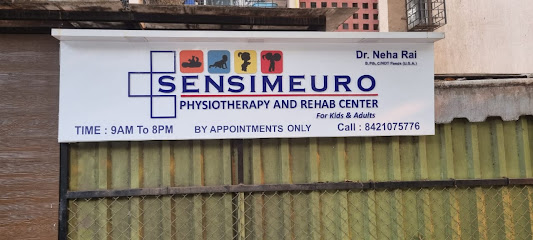 Dr. Neha Rai
SENSIMEURO
PHYSIOTHERAPY AND REHAB CENTER
For Kids & Adults
TIME : 9AM To 8PM BY APPOINTMENTS ONLY Call : 8421075776